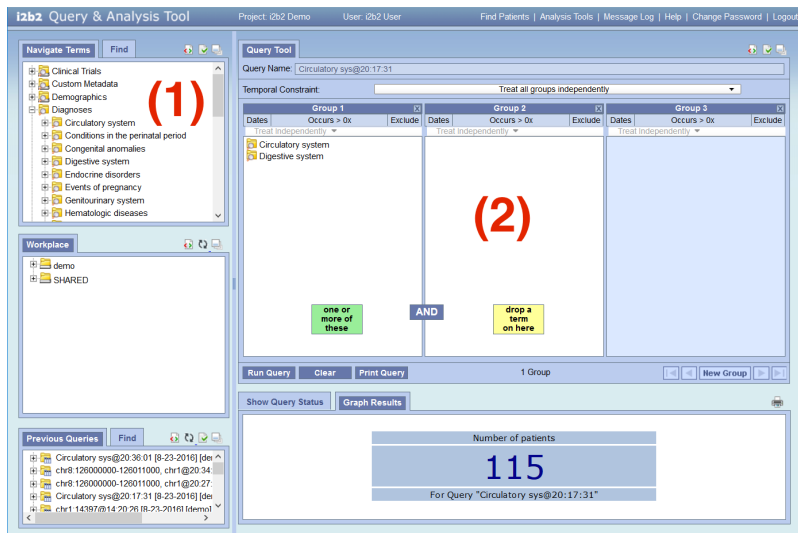 i2b2 Query & Analysis Tool
Project: i2b2 Demo User: i2b2 User Find Patients | Analysis Tools | Message Log | Help | Change Password | Logout
Navigate Terms Find
Clinical Trials
Custom Metadata
Demographics
Diagnoses
Circulatory system
Conditions in the perinatal period
Congenital anomalies
Digestive system
Endocrine disorders
Events of pregnancy
Genitourinary system
Hematologic diseases
(1)
Workplace
demo
SHARED
Previous Queries Find
Circulatory sys@20:36:01 [8-23-2016] [de
chr8:126000000-126011000, chr1@20:34:
chr8:126000000-126011000, chr1@20:27:
Circulatory sys@20:17:31 [8-23-2016] [de
chr1:14397@14:20:26 [8-23-2016] [demo]
Query Tool
Query Name: Circulatory sys@20:17:31
Temporal Constraint: Treat all groups independently
Group 1 Group 2 Group 3
Dates Occurs > 0x Exclude Dates Occurs > 0x Exclude Dates Occurs > 0x Exclude
Treat Independently Treat Independently Treat Independently
Circulatory system
Digestive system
(2)
one or
more of
these
AND
drop a
term
on here
Run Query Clear Print Query 1 Group New Group
Show Query Status Graph Results
Number of patients
115
For Query "Circulatory sys@20:17:31"